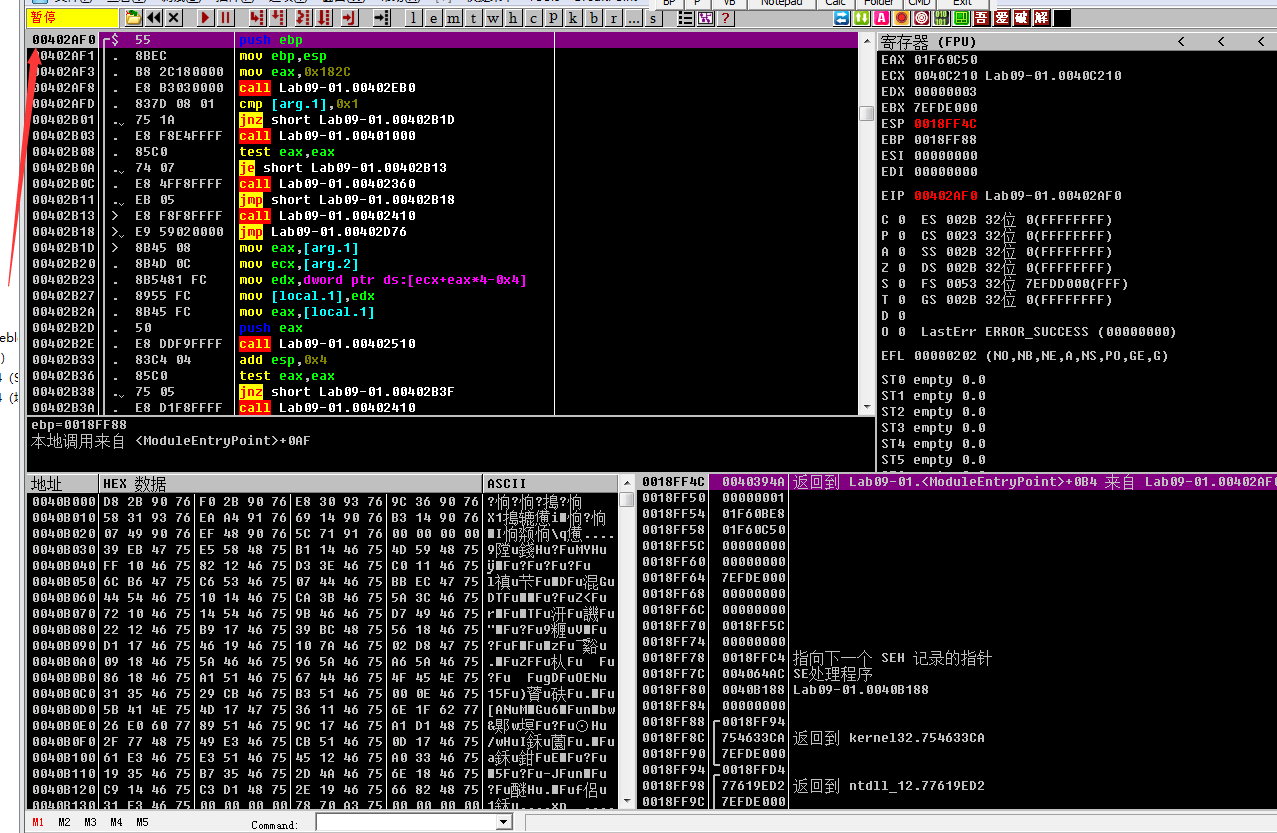 BP P VB Notepad Calc Folder CMD Exit
暂停
l e m t w h c p k b r ... s
吾 爱 破 解
00402AF0 $ 55 push ebp
00402AF1 . 8BEC mov ebp,esp
00402AF3 . B8 2C180000 mov eax,0x182C
00402AF8 . E8 B3030000 call Lab09-01.00402EB0
00402AFD . 837D 08 01 cmp [arg.1],0x1
00402B01 . 75 1A jnz short Lab09-01.00402B1D
00402B03 . E8 F8E4FFFF call Lab09-01.00401000
00402B08 . 85C0 test eax,eax
00402B0A . 74 07 je short Lab09-01.00402B13
00402B0C . E8 4FF8FFFF call Lab09-01.00402360
00402B11 . EB 05 jmp short Lab09-01.00402B18
00402B13 > E8 F8F8FFFF call Lab09-01.00402410
00402B18 > E9 59020000 jmp Lab09-01.00402D76
00402B1D > 8B45 08 mov eax,[arg.1]
00402B20 . 8B4D 0C mov ecx,[arg.2]
00402B23 . 8B5481 FC mov edx,dword ptr ds:[ecx+eax*4-0x4]
00402B27 . 8955 FC mov [local.1],edx
00402B2A . 8B45 FC mov eax,[local.1]
00402B2D . 50 push eax
00402B2E . E8 DDF9FFFF call Lab09-01.00402510
00402B33 . 83C4 04 add esp,0x4
00402B36 . 85C0 test eax,eax
00402B38 . 75 05 jnz short Lab09-01.00402B3F
00402B3A . E8 D1F8FFFF call Lab09-01.00402410
ebp=0018FF88
本地调用来自 <ModuleEntryPoint>+0AF
寄存器 (FPU) < < <
EAX 01F60C50
ECX 0040C210 Lab09-01.0040C210
EDX 00000003
EBX 7EFDE000
ESP 0018FF4C
EBP 0018FF88
ESI 00000000
EDI 00000000
EIP 00402AF0 Lab09-01.00402AF0
C 0 ES 002B 32位 0(FFFFFFFF)
P 0 CS 0023 32位 0(FFFFFFFF)
A 0 SS 002B 32位 0(FFFFFFFF)
Z 0 DS 002B 32位 0(FFFFFFFF)
S 0 FS 0053 32位 7EFDD000(FFF)
T 0 GS 002B 32位 0(FFFFFFFF)
D 0
O 0 LastErr ERROR_SUCCESS (00000000)
EFL 00000202 (NO,NB,NE,A,NS,PO,GE,G)
ST0 empty 0.0
ST1 empty 0.0
ST2 empty 0.0
ST3 empty 0.0
ST4 empty 0.0
ST5 empty 0.0
地址 HEX 数据 ASCII
0040B000 D8 2B 90 76 F0 2B 90 76 E8 30 93 76 9C 36 90 76
0040B010 58 31 93 76 EA A4 91 76 69 14 90 76 B3 14 90 76
0040B020 07 49 90 76 EF 48 90 76 5C 71 91 76 00 00 00 00
0040B030 39 EB 47 75 E5 58 48 75 B1 14 46 75 4D 59 48 75
0040B040 FF 10 46 75 82 12 46 75 D3 3E 46 75 C0 11 46 75
0040B050 6C B6 47 75 C6 53 46 75 07 44 46 75 BB EC 47 75
0040B060 44 54 46 75 10 14 46 75 CA 3B 46 75 5A 3C 46 75
0040B070 72 10 46 75 14 54 46 75 9B 46 46 75 D7 49 46 75
0040B080 22 12 46 75 B9 17 46 75 39 BC 48 75 56 18 46 75
0040B090 D1 17 46 75 46 19 46 75 10 7A 46 75 02 D8 47 75
0040B0A0 09 18 46 75 5A 46 46 75 96 5A 46 75 A6 5A 46 75
0040B0B0 86 18 46 75 A1 51 46 75 67 44 46 75 4F 45 4E 75
0040B0C0 31 35 46 75 29 CB 46 75 B3 51 46 75 00 0E 46 75
0040B0D0 5B 41 4E 75 4D 17 47 75 36 11 46 75 6E 1F 62 77
0040B0E0 26 E0 60 77 89 51 46 75 9C 17 46 75 A1 D1 48 75
0040B0F0 2F 77 48 75 49 E3 46 75 CB 51 46 75 0D 17 46 75
0040B100 61 E3 46 75 E3 51 46 75 45 12 46 75 A0 33 46 75
0040B110 19 35 46 75 B7 35 46 75 2D 4A 46 75 6E 18 46 75
0040B120 C9 14 46 75 C3 D1 48 75 2E 19 46 75 66 82 48 75
0040B130 31 F3 46 75 00 00 00 00 78 70 A3 77 00 00 00 00
0018FF4C 0040394A 返回到 Lab09-01.<ModuleEntryPoint>+0B4 来自 Lab09-01.00402AF0
0018FF50 00000001
0018FF54 01F60BE8
0018FF58 01F60C50
0018FF5C 00000000
0018FF60 00000000
0018FF64 7EFDE000
0018FF68 00000000
0018FF6C 00000000
0018FF70 0018FF5C
0018FF74 00000000
0018FF78 0018FFC4 指向下一个 SEH 记录的指针
0018FF7C 004064AC SE处理程序
0018FF80 0040B188 Lab09-01.0040B188
0018FF84 00000000
0018FF88 0018FF94
0018FF8C 754633CA 返回到 kernel32.754633CA
0018FF90 7EFDE000
0018FF94 0018FFD4
0018FF98 77619ED2 返回到 ntdll_12.77619ED2
0018FF9C 7EFDE000
M1 M2 M3 M4 M5 Command: